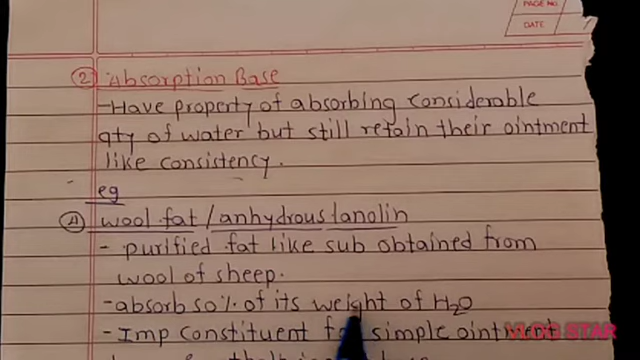 PAGE NO.
DATE
② Absorption Base
- Have property of absorbing considerable
qty of water but still retain their ointment
like consistency.
eg
Ⓐ wool fat / anhydrous lanolin
- purified fat like sub obtained from
wool of sheep.
- absorb 50% of its weight of H2O
- Imp constituent for simple ointment
VLOG STAR